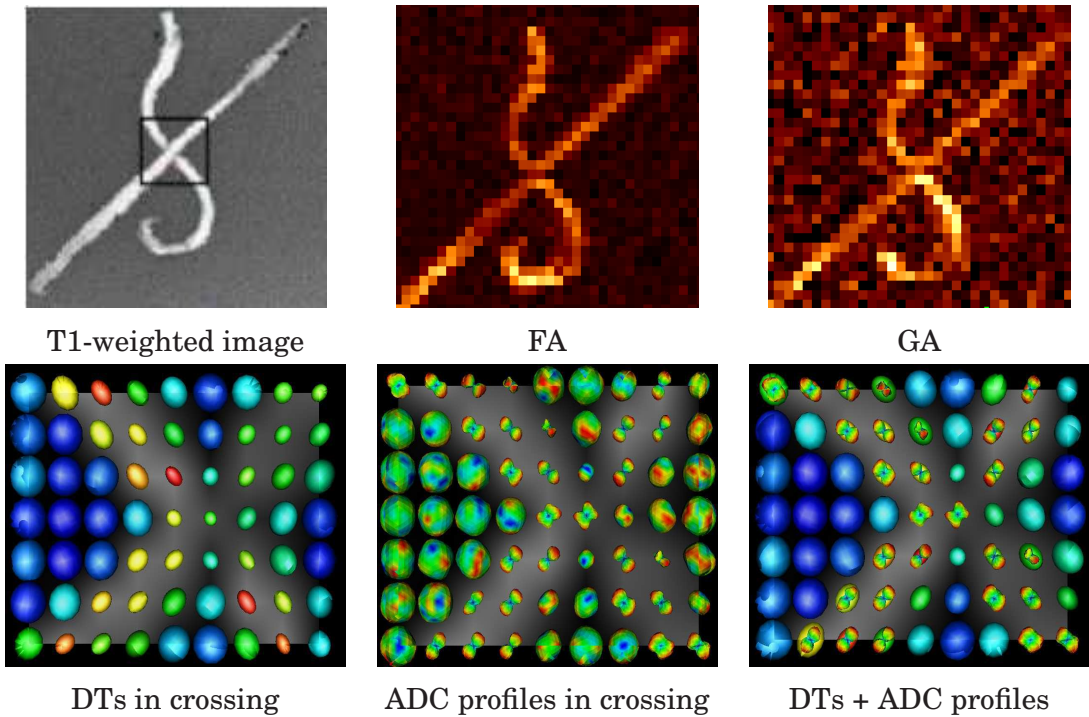 T1-weighted image FA GA
DTs in crossing ADC profiles in crossing DTs + ADC profiles